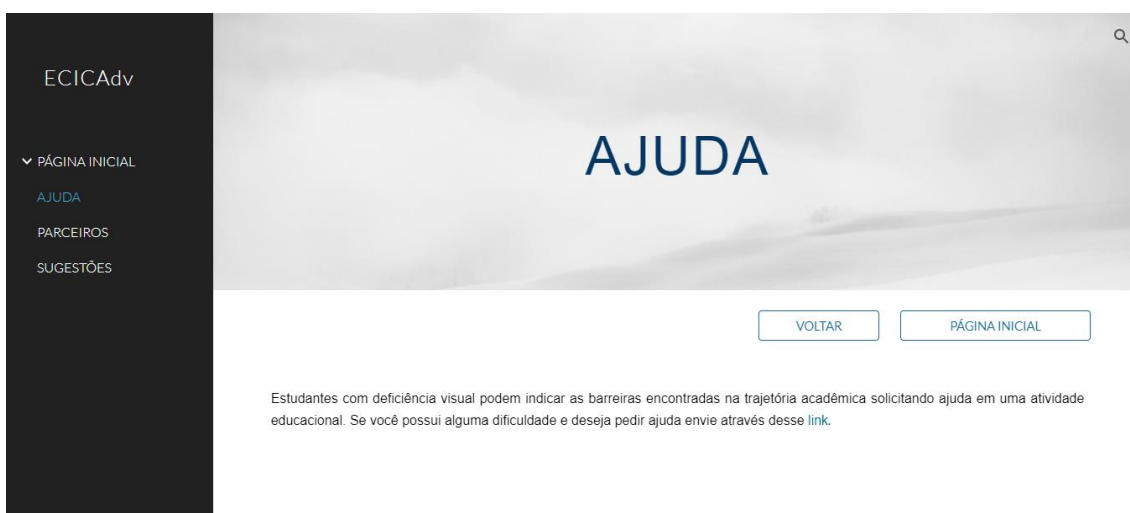 ECICAdv
PÁGINA INICIAL
AJUDA
PARCEIROS
SUGESTÕES
AJUDA
VOLTAR
PÁGINA INICIAL
Estudantes com deficiência visual podem indicar as barreiras encontradas na trajetória acadêmica solicitando ajuda em uma atividade
educacional. Se você possui alguma dificuldade e deseja pedir ajuda envie através desse link.